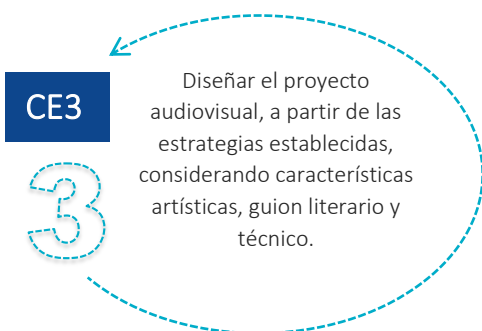 CE3
3
Diseñar el proyecto
audiovisual, a partir de las
estrategias establecidas,
considerando características
artísticas, guion literario y
técnico.